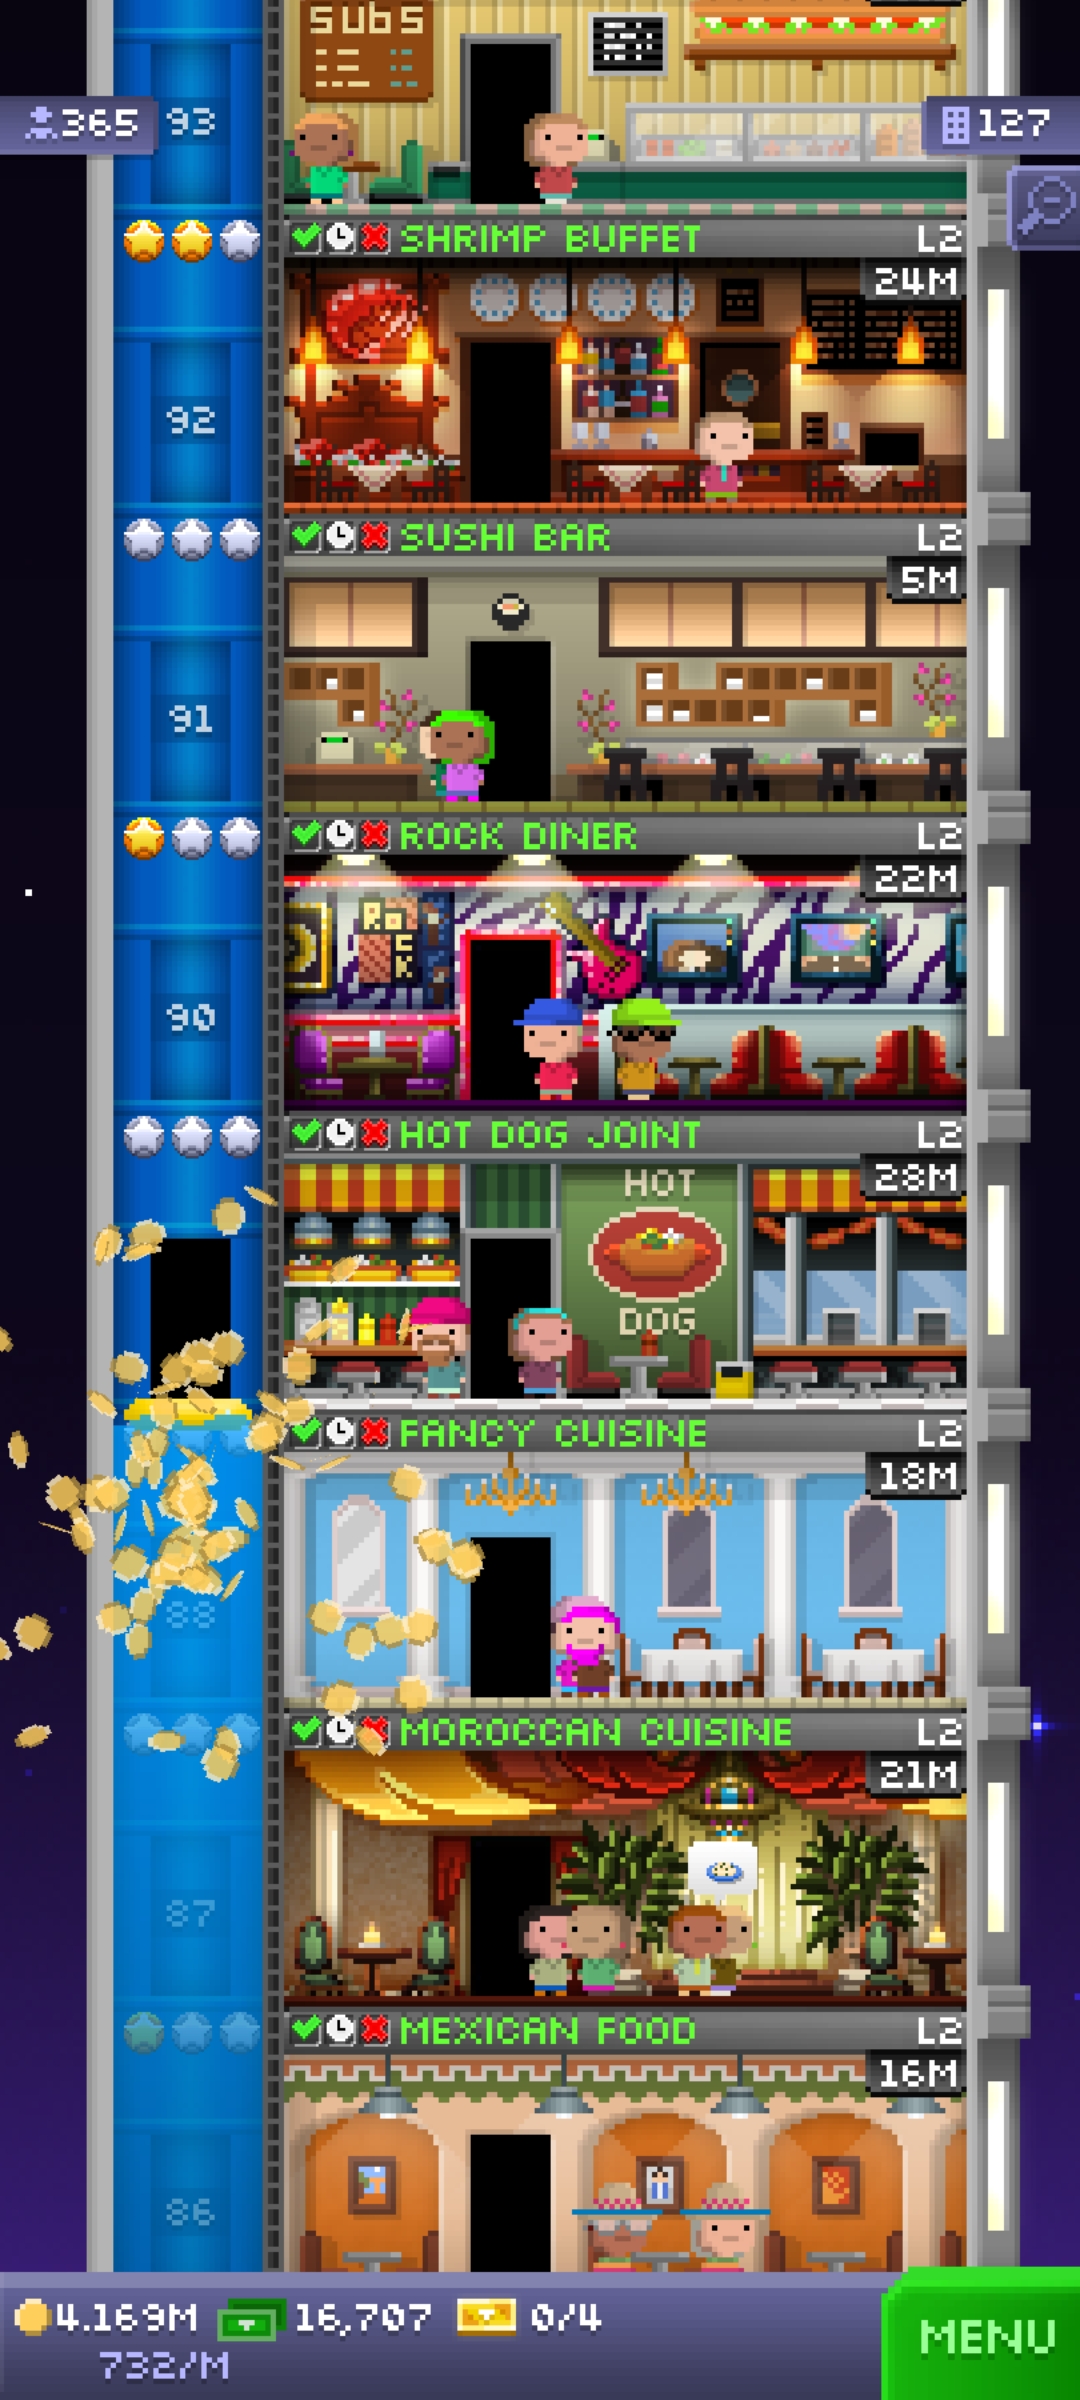 SUBS
365
93
127
SHRIMP BUFFET
L2
24M
92
SUSHI BAR
L2
5M
91
ROCK DINER
L2
22M
ROCK
90
HOT DOG JOINT
L2
28M
HOT
DOG
FANCY CUISINE
L2
18M
88
MOROCCAN CUISINE
L2
21M
87
MEXICAN FOOD
L2
16M
86
4.169M
16,707
0/4
732/M
MENU